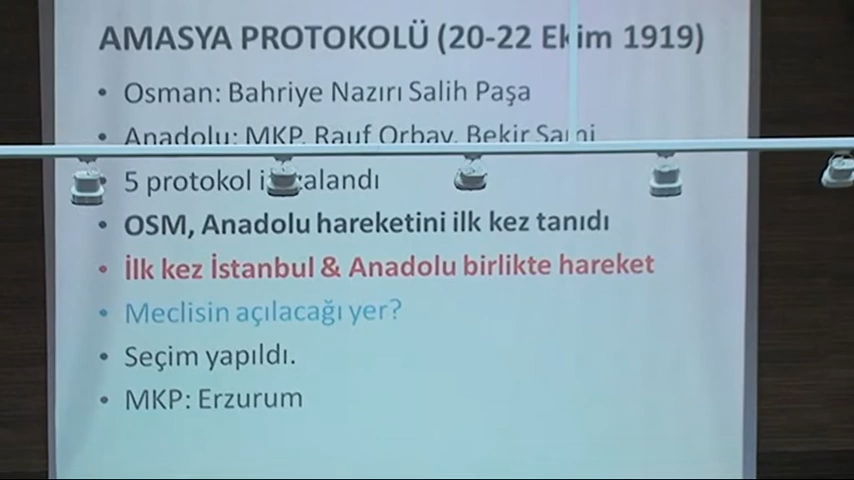 AMASYA PROTOKOLÜ (20-22 Ekim 1919)
• Osman: Bahriye Nazırı Salih Paşa
• Anadolu: MKP, Rauf Orbay, Bekir Sami
• 5 protokol imzalandı
• OSM, Anadolu hareketini ilk kez tanıdı
• İlk kez İstanbul & Anadolu birlikte hareket
• Meclisin açılacağı yer?
• Seçim yapıldı.
• MKP: Erzurum